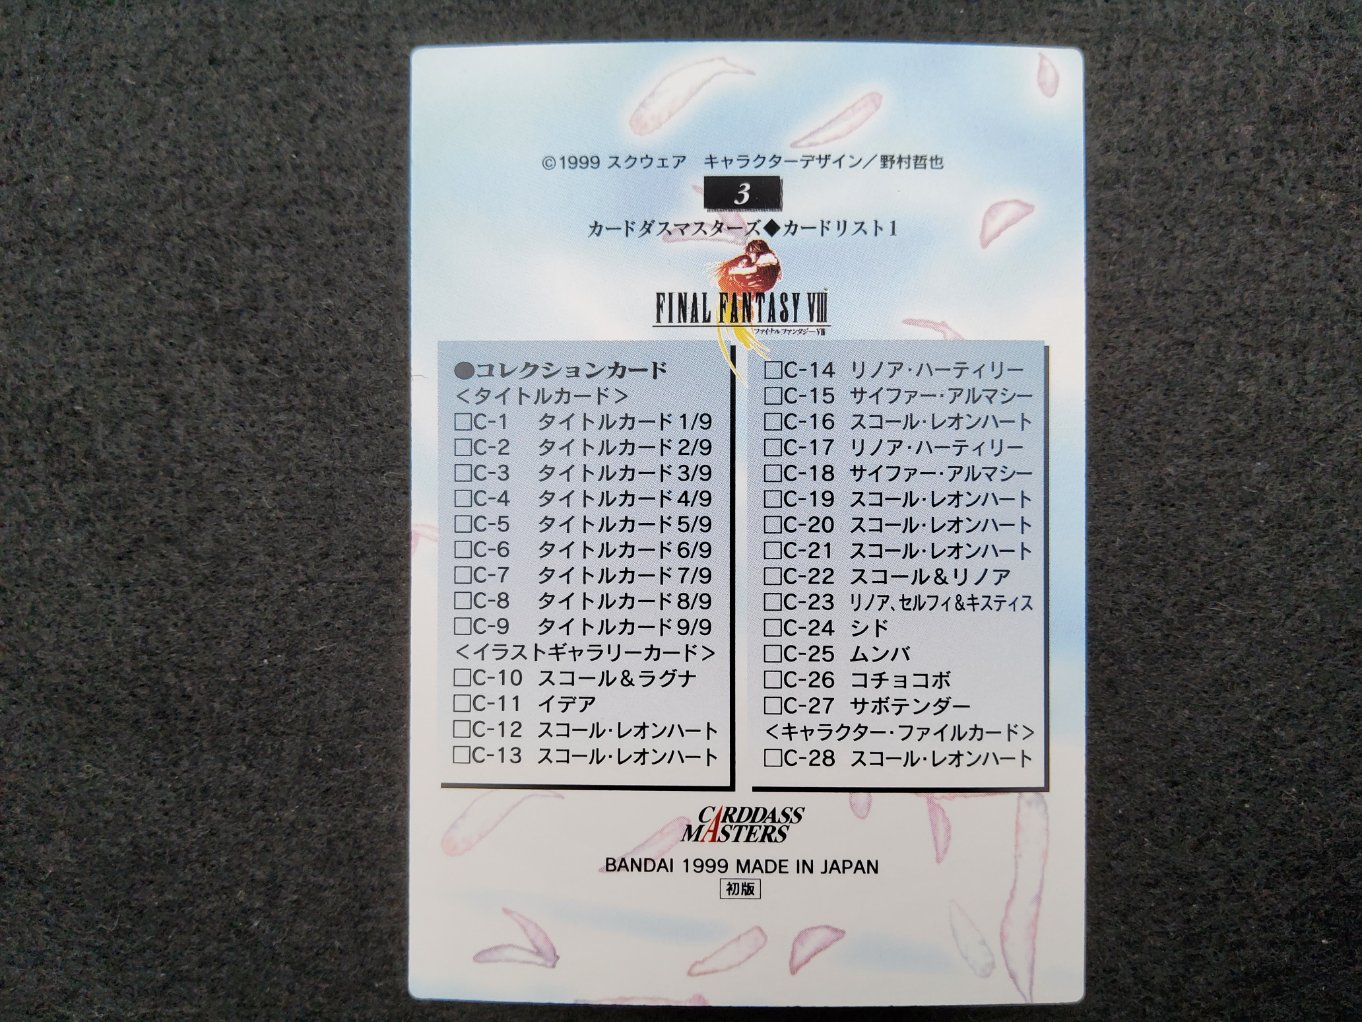 ©1999 スクウェア　キャラクターデザイン／野村哲也
3
カードダスマスターズ◆カードリスト1
FINAL FANTASY VIII
ファイナルファンタジーVIII
●コレクションカード
<タイトルカード>
□C-1 タイトルカード1/9
□C-2 タイトルカード2/9
□C-3 タイトルカード3/9
□C-4 タイトルカード4/9
□C-5 タイトルカード5/9
□C-6 タイトルカード6/9
□C-7 タイトルカード7/9
□C-8 タイトルカード8/9
□C-9 タイトルカード9/9
<イラストギャラリーカード>
□C-10 スコール&ラグナ
□C-11 イデア
□C-12 スコール・レオンハート
□C-13 スコール・レオンハート
□C-14 リノア・ハーティリー
□C-15 サイファー・アルマシー
□C-16 スコール・レオンハート
□C-17 リノア・ハーティリー
□C-18 サイファー・アルマシー
□C-19 スコール・レオンハート
□C-20 スコール・レオンハート
□C-21 スコール・レオンハート
□C-22 スコール&リノア
□C-23 リノア、セルフィ&キスティス
□C-24 シド
□C-25 ムンバ
□C-26 コチョコボ
□C-27 サボテンダー
<キャラクター・ファイルカード>
□C-28 スコール・レオンハート
CARDDASS
MASTERS
BANDAI 1999 MADE IN JAPAN
初版